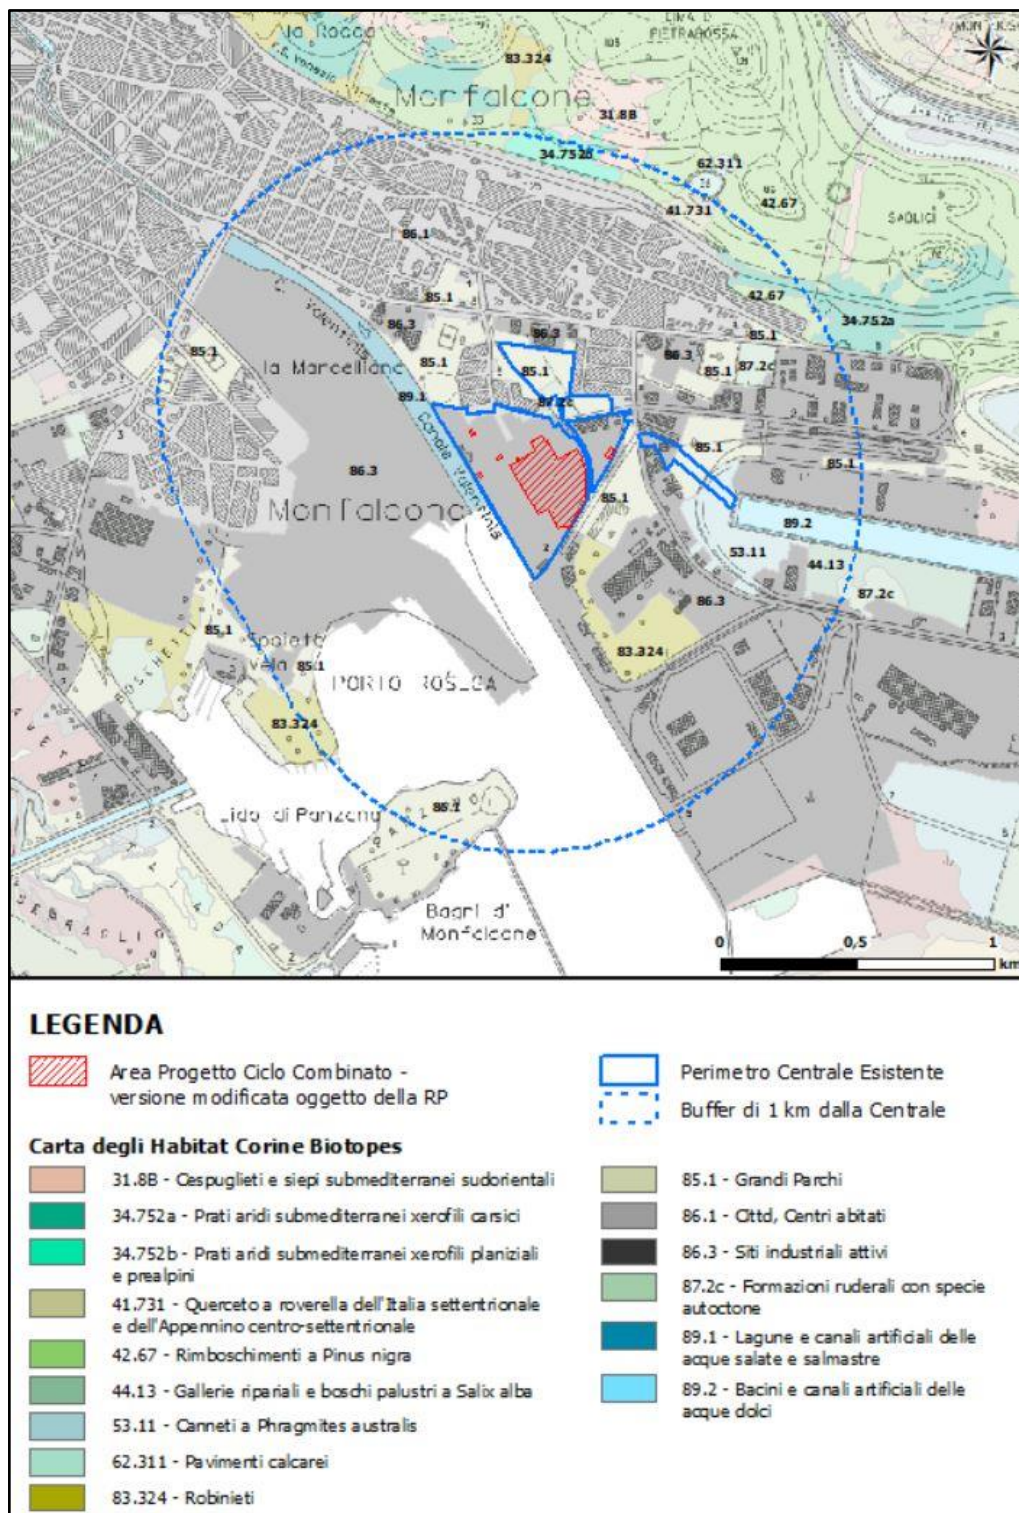 la Rocca
LIMA DI
PIETRAROSSA
83.324
105
Monfalcone
31.8B
34.752b
62.311
41.731
42.67
SABLICI
86.1
42.67
85.1
34.752a
86.3
86.3
85.1
86.3
85.1
85.1
85.1
85.1
87.2c
la Marcelliana
89.1
87.2c
Canale Valentinis
85.1
85.1
86.3
Monfalcone
85.1
89.2
53.11
44.13
87.2c
86.3
85.1
83.324
85.1
PORTO ROSEGA
83.324
85.1
Lido di Panzano
Bagni di
Monfalcone
0 0,5 1
km
LEGENDA
Area Progetto Ciclo Combinato -
versione modificata oggetto della RP
Perimetro Centrale Esistente
Buffer di 1 km dalla Centrale
Carta degli Habitat Corine Biotopes
31.8B - Cespuglieti e siepi submediterranei sudorientali
34.752a - Prati aridi submediterranei xerofili carsici
34.752b - Prati aridi submediterranei xerofili planiziali
e prealpini
41.731 - Querceto a roverella dell'Italia settentrionale
e dell'Appennino centro-settentrionale
42.67 - Rimboschimenti a Pinus nigra
44.13 - Gallerie ripariali e boschi palustri a Salix alba
53.11 - Canneti a Phragmites australis
62.311 - Pavimenti calcarei
83.324 - Robinieti
85.1 - Grandi Parchi
86.1 - Cittd, Centri abitati
86.3 - Siti industriali attivi
87.2c - Formazioni ruderali con specie
autoctone
89.1 - Lagune e canali artificiali delle
acque salate e salmastre
89.2 - Bacini e canali artificiali delle
acque dolci